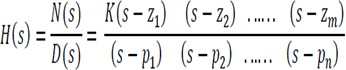 H(s) = N(s)/D(s) = K(s − z₁) (s − z₂) ...... (s − zₘ) / (s − p₁) (s − p₂) ...... (s − pₙ)